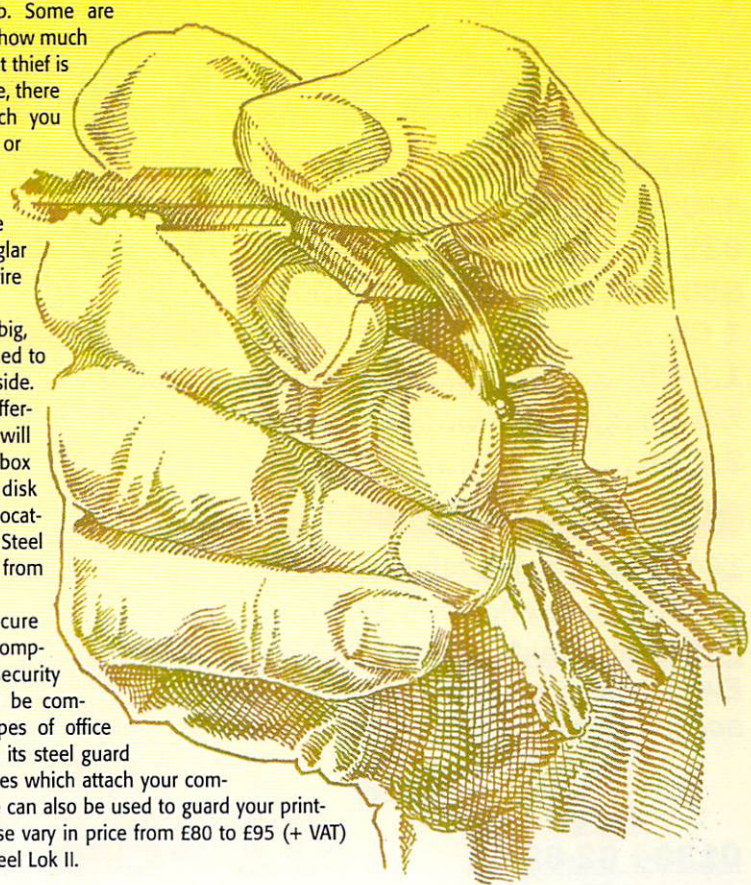 b. Some are
how much
t thief is
e, there
ch you
or
e
glar
ire
big,
ed to
side.
ffer-
will
box
disk
ocat-
Steel
from
cure
omp-
security
be com-
pes of office
its steel guard
es which attach your com-
can also be used to guard your print-
se vary in price from £80 to £95 (+ VAT)
eel Lok II.